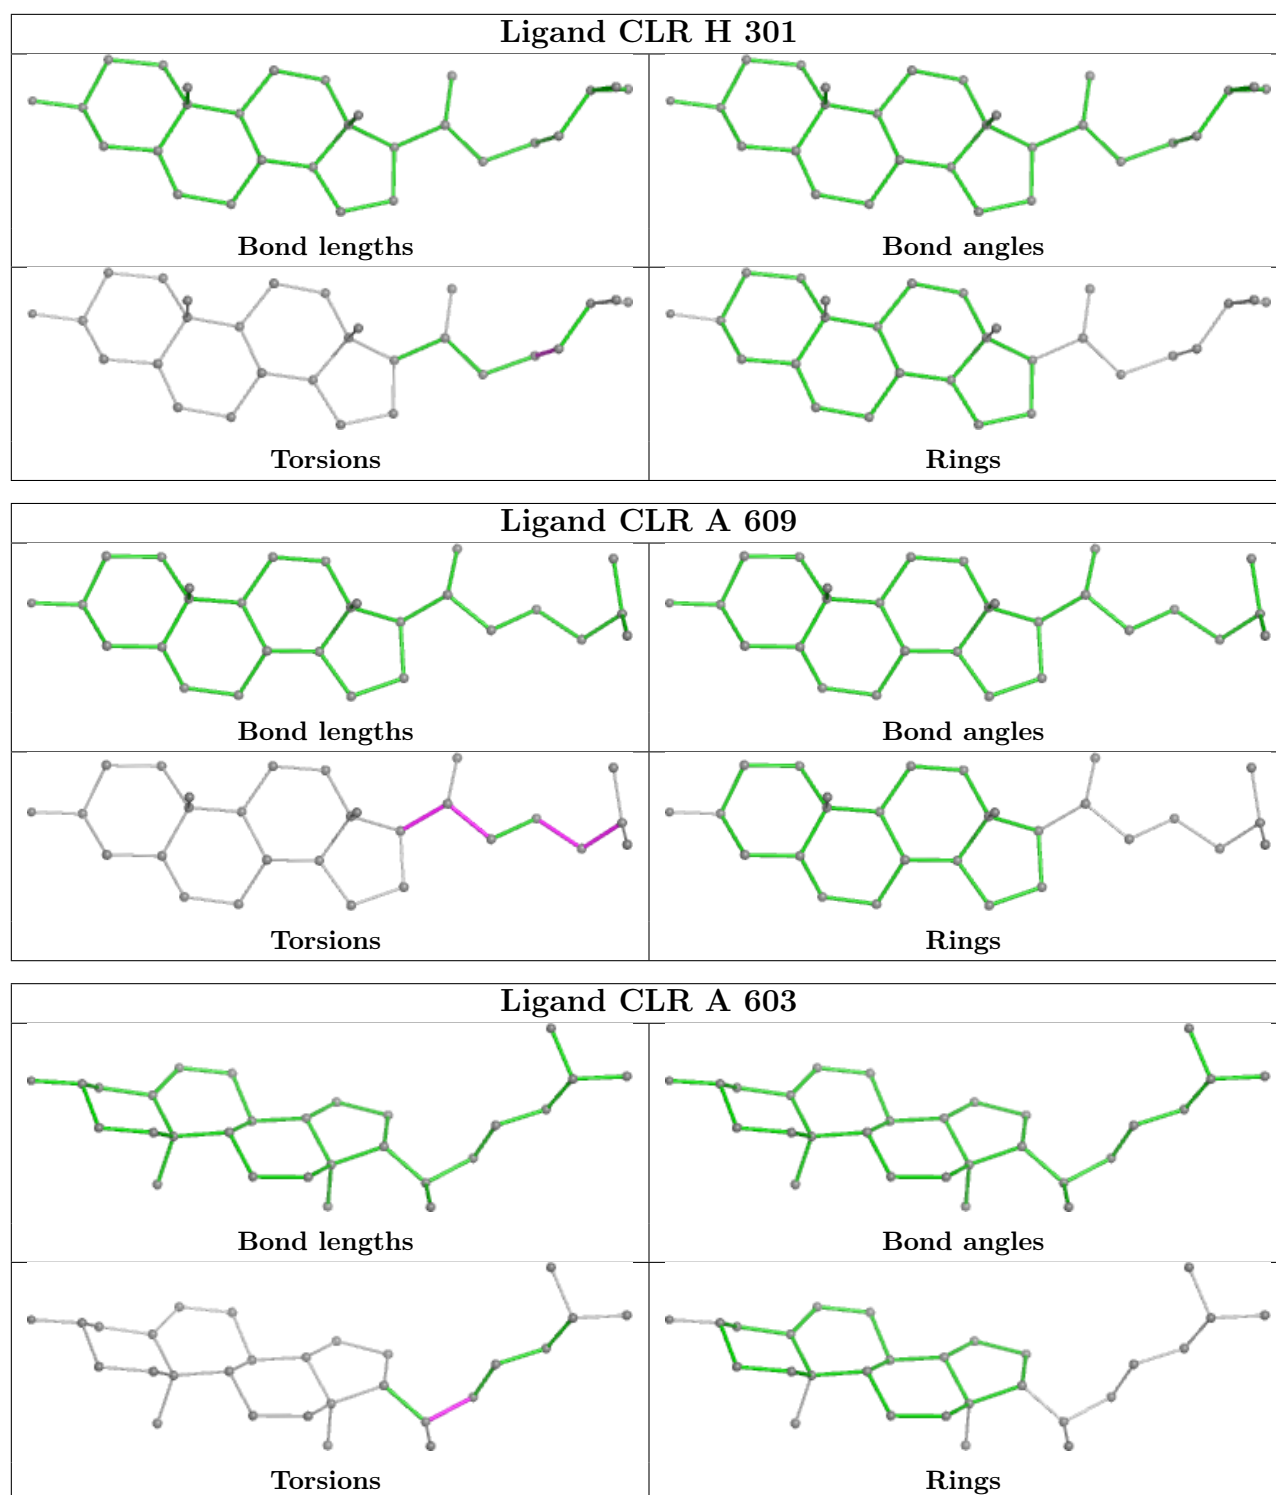 Ligand CLR H 301
Bond lengths
Bond angles
Torsions
Rings
Ligand CLR A 609
Bond lengths
Bond angles
Torsions
Rings
Ligand CLR A 603
Bond lengths
Bond angles
Torsions
Rings